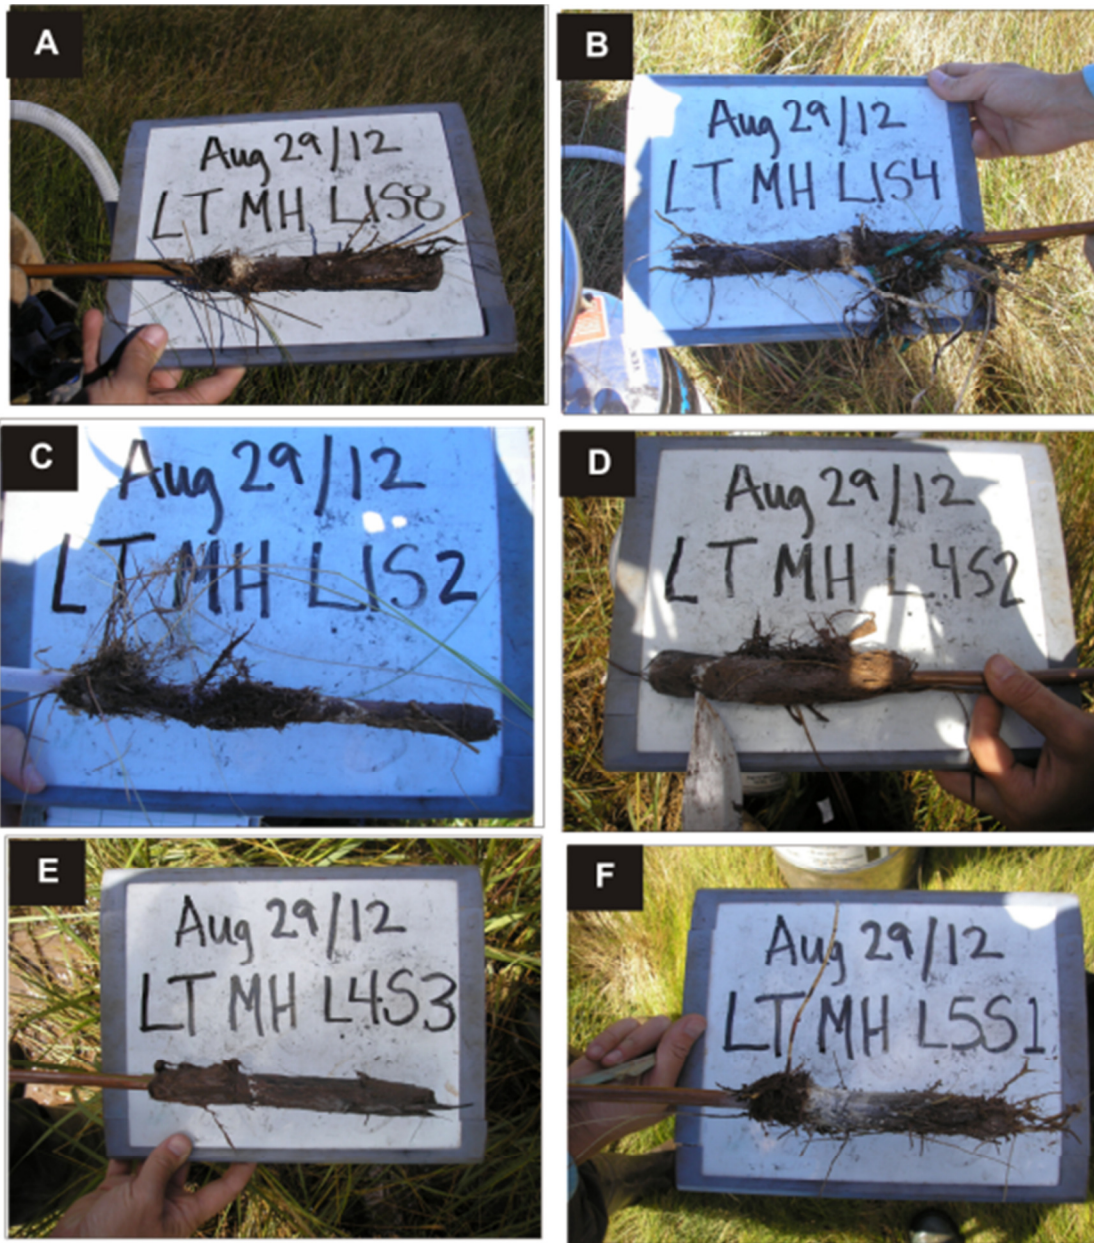 A
Aug 29/12
LT MH L1S8
B
Aug 29/12
LT MH L1S4
C
Aug 29/12
LT MH L1S2
D
Aug 29/12
LT MH L4S2
E
Aug 29/12
LT MH L4S3
F
Aug 29/12
LT MH L5S1